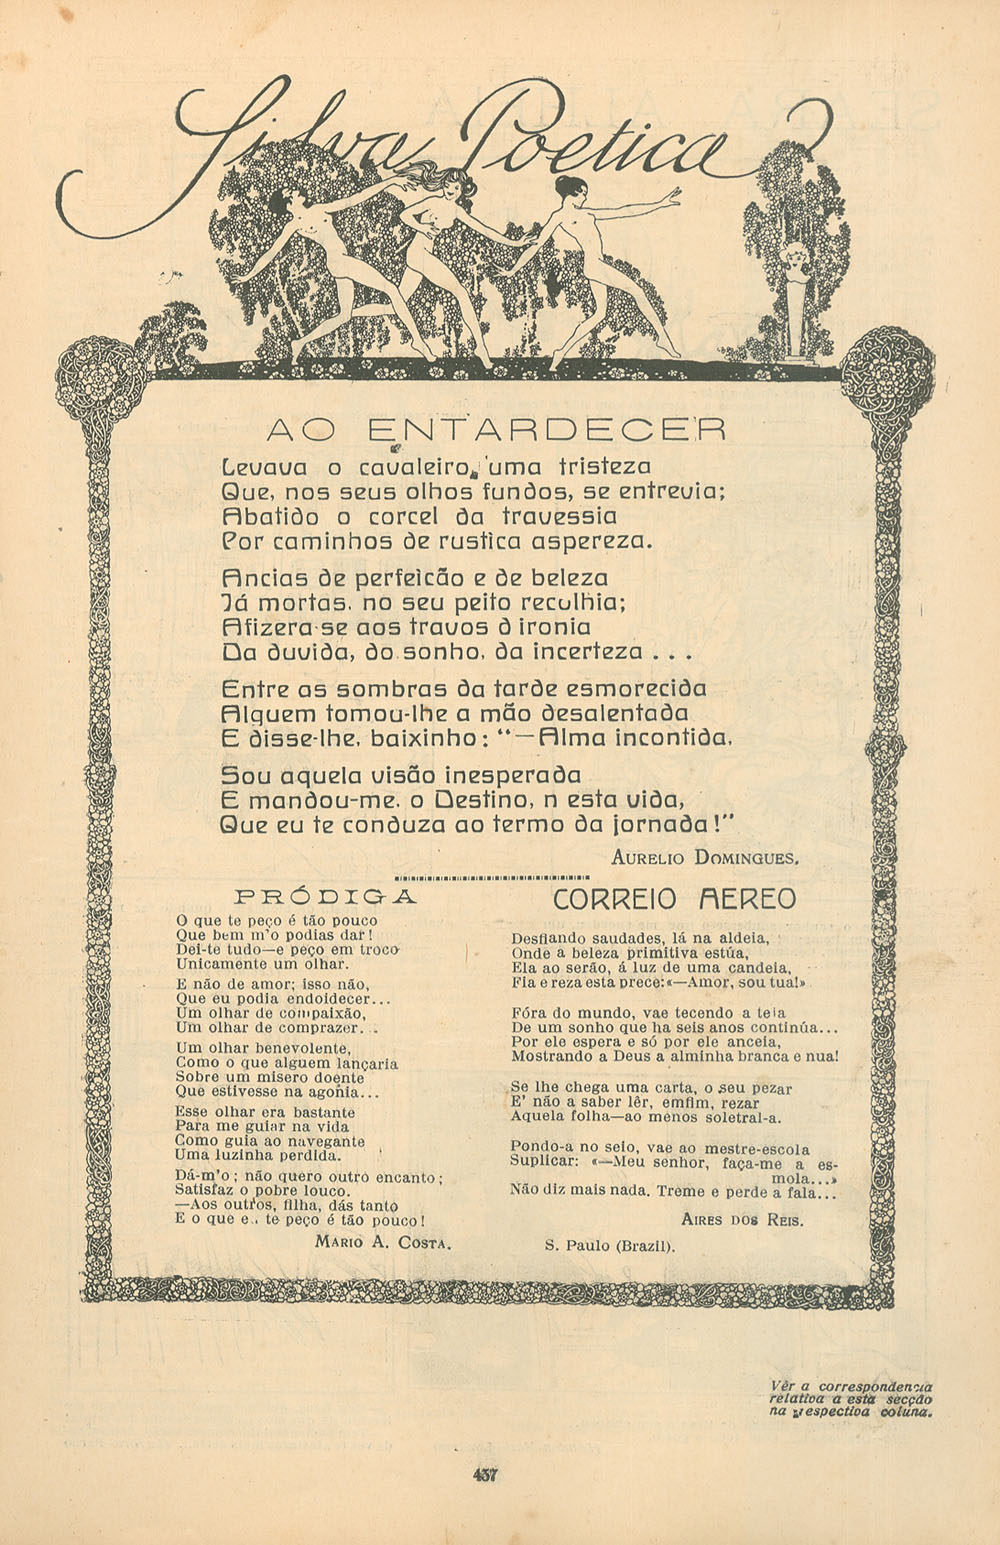 Silva Poetica
AO ENTARDECER
Levava o cavaleiro, uma tristeza
Que, nos seus olhos fundos, se entrevia;
Abatido o corcel da travessia
Por caminhos de rustica aspereza.
Ancias de perfeicão e de beleza
Já mortas. no seu peito recolhia;
Afizera-se aos travos d ironia
Da duvida, do sonho, da incerteza . . .
Entre as sombras da tarde esmorecida
Alguem tomou-lhe a mão desalentada
E disse-lhe, baixinho: “—Alma incontida,
Sou aquela visão inesperada
E mandou-me. o Destino, n esta vida,
Que eu te conduza ao termo da jornada!”
AURELIO DOMINGUES.
PRÓDIGA
O que te peço é tão pouco
Que bem m'o podias dar!
Dei-te tudo—e peço em troco
Unicamente um olhar.
E não de amor; isso não,
Que eu podia endoidecer...
Um olhar de compaixão,
Um olhar de comprazer...
Um olhar benevolente,
Como o que alguem lançaria
Sobre um misero doente
Que estivesse na agonia...
Esse olhar era bastante
Para me guiar na vida
Como guia ao navegante
Uma luzinha perdida.
Dá-m'o; não quero outro encanto;
Satisfaz o pobre louco.
—Aos outros, filha, dás tanto
E o que te peço é tão pouco!
MARIO A. COSTA.
CORREIO AEREO
Desfiando saudades, lá na aldeia,
Onde a beleza primitiva estúa,
Ela ao serão, á luz de uma candeia,
Fia e reza esta prece: «—Amor, sou tua!»
Fóra do mundo, vae tecendo a teia
De um sonho que ha seis anos continúa...
Por ele espera e só por ele anceia,
Mostrando a Deus a alminha branca e nua!
Se lhe chega uma carta, o seu pezar
E' não a saber lêr, emfim, rezar
Aquela folha—ao menos soletral-a.
Pondo-a no seio, vae ao mestre-escola
Suplicar: «—Meu senhor, faça-me a es-
mola...»
Não diz mais nada. Treme e perde a fala...
AIRES DOS REIS.
S. Paulo (Brazil).
Vêr a correspondencia
relativa a esta secção
na respectiva coluna.
457